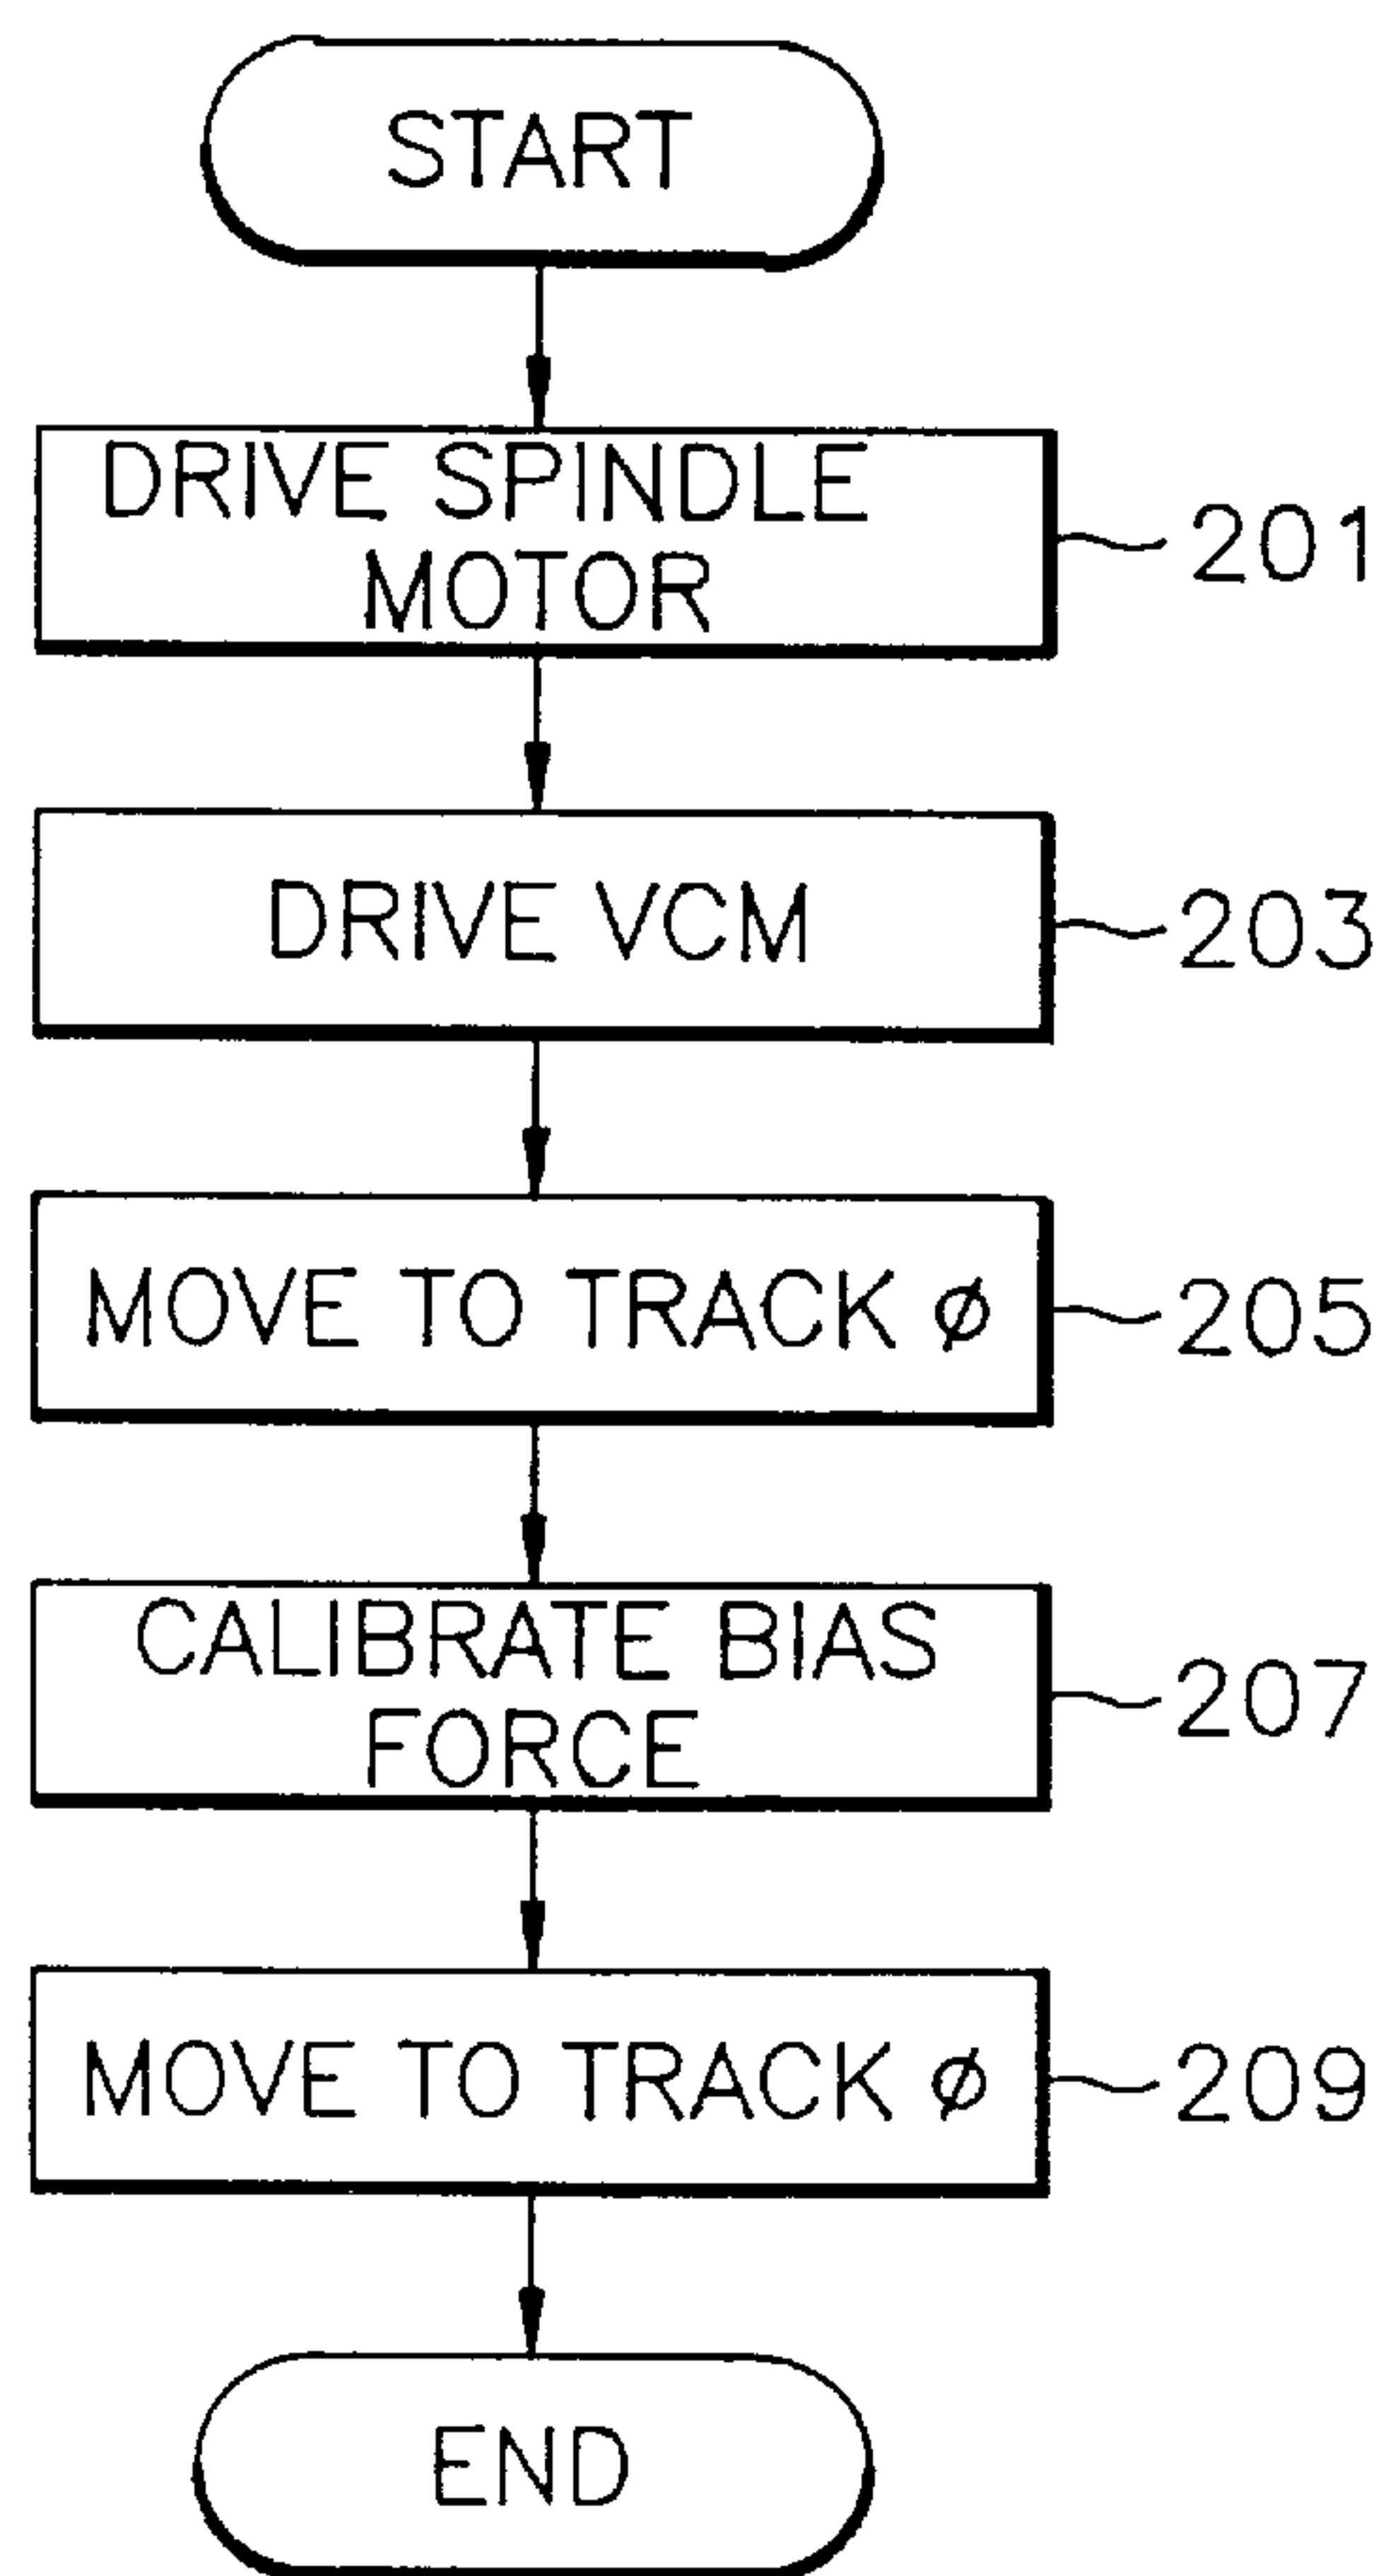 START
DRIVE SPINDLE
MOTOR
201
DRIVE VCM
203
MOVE TO TRACK ϕ
205
CALIBRATE BIAS
FORCE
207
MOVE TO TRACK ϕ
209
END